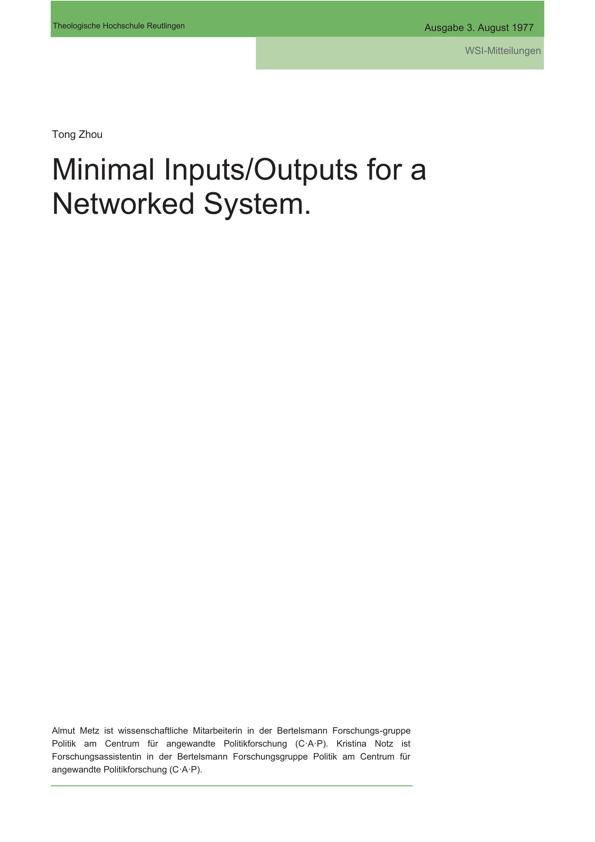 Theologische Hochschule Reutlingen
Ausgabe 3. August 1977
WSI-Mitteilungen
Tong Zhou
Minimal Inputs/Outputs for a
Networked System.
Almut Metz ist wissenschaftliche Mitarbeiterin in der Bertelsmann Forschungs-gruppe
Politik am Centrum für angewandte Politikforschung (C·A·P). Kristina Notz ist
Forschungsassistentin in der Bertelsmann Forschungsgruppe Politik am Centrum für
angewandte Politikforschung (C·A·P).